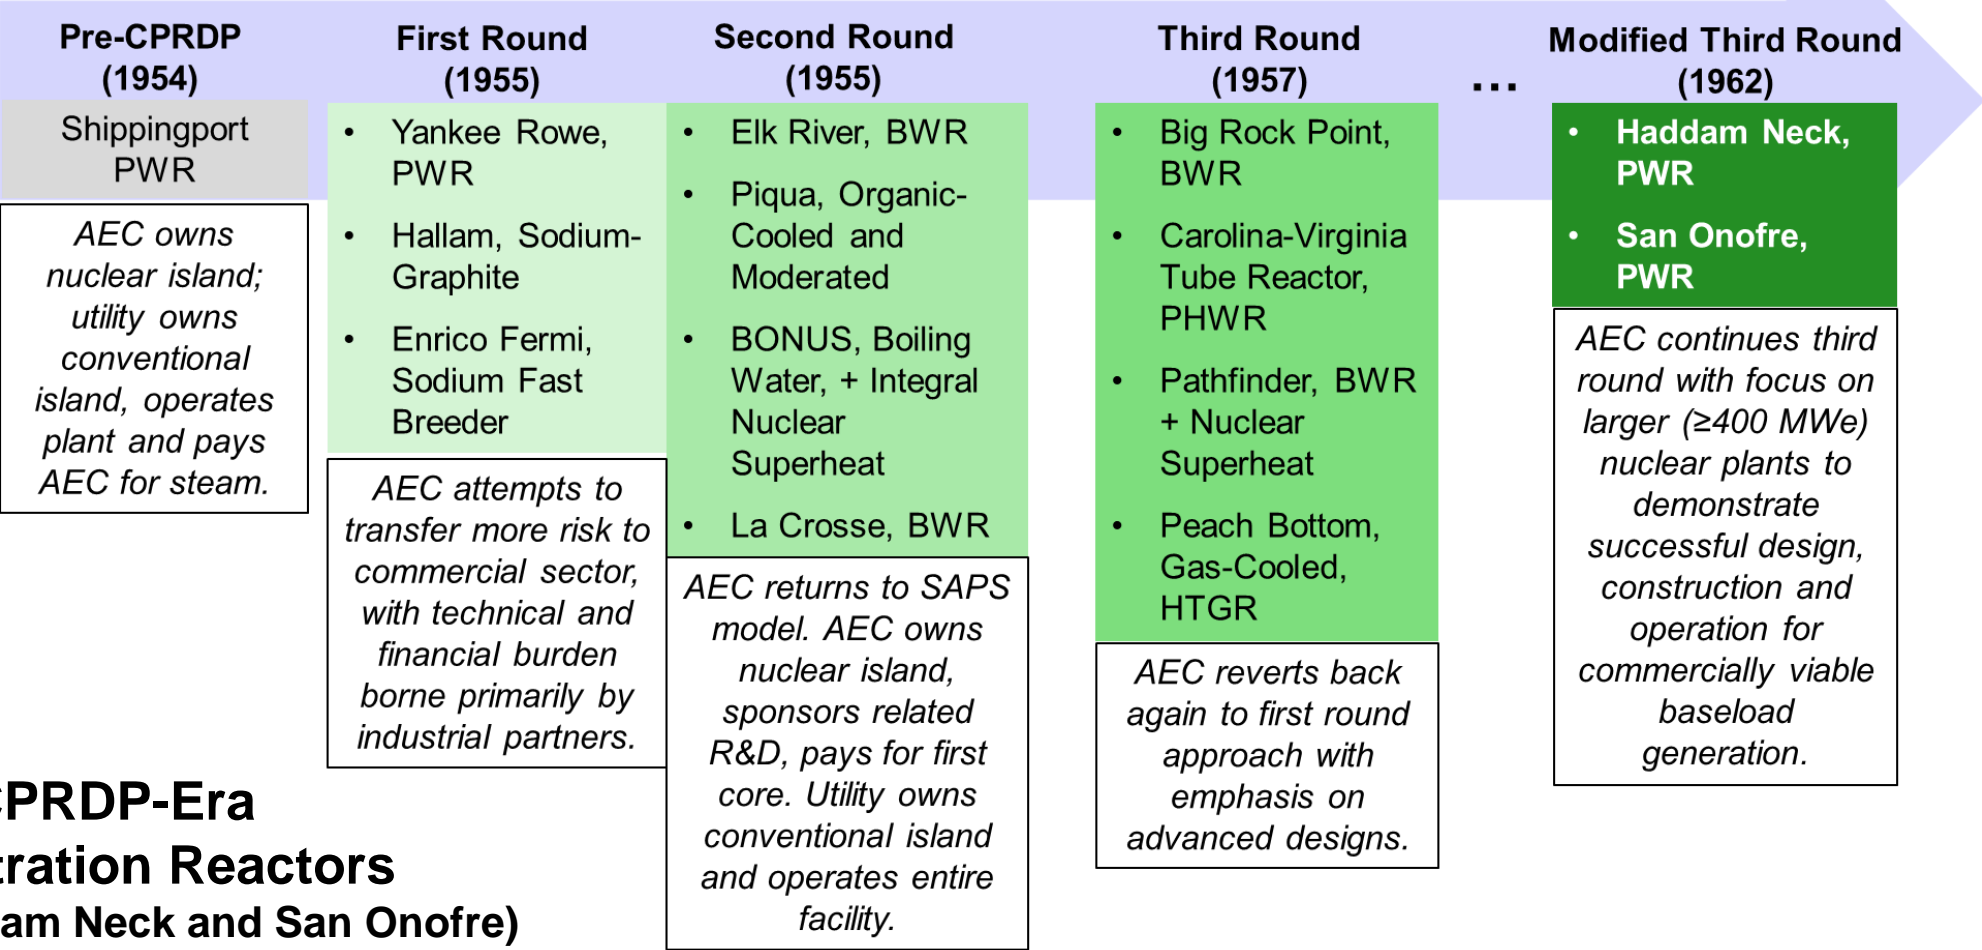 Pre-CPRDP
(1954)
Shippingport
PWR
AEC owns
nuclear island;
utility owns
conventional
island, operates
plant and pays
AEC for steam.
First Round
(1955)
• Yankee Rowe,
PWR
• Hallam, Sodium-
Graphite
• Enrico Fermi,
Sodium Fast
Breeder
AEC attempts to
transfer more risk to
commercial sector,
with technical and
financial burden
borne primarily by
industrial partners.
Second Round
(1955)
• Elk River, BWR
• Piqua, Organic-
Cooled and
Moderated
• BONUS, Boiling
Water, + Integral
Nuclear
Superheat
• La Crosse, BWR
AEC returns to SAPS
model. AEC owns
nuclear island,
sponsors related
R&D, pays for first
core. Utility owns
conventional island
and operates entire
facility.
Third Round
(1957)
• Big Rock Point,
BWR
• Carolina-Virginia
Tube Reactor,
PHWR
• Pathfinder, BWR
+ Nuclear
Superheat
• Peach Bottom,
Gas-Cooled,
HTGR
AEC reverts back
again to first round
approach with
emphasis on
advanced designs.
...
Modified Third Round
(1962)
• Haddam Neck,
PWR
• San Onofre,
PWR
AEC continues third
round with focus on
larger (≥400 MWe)
nuclear plants to
demonstrate
successful design,
construction and
operation for
commercially viable
baseload
generation.
CPRDP-Era
tration Reactors
am Neck and San Onofre)